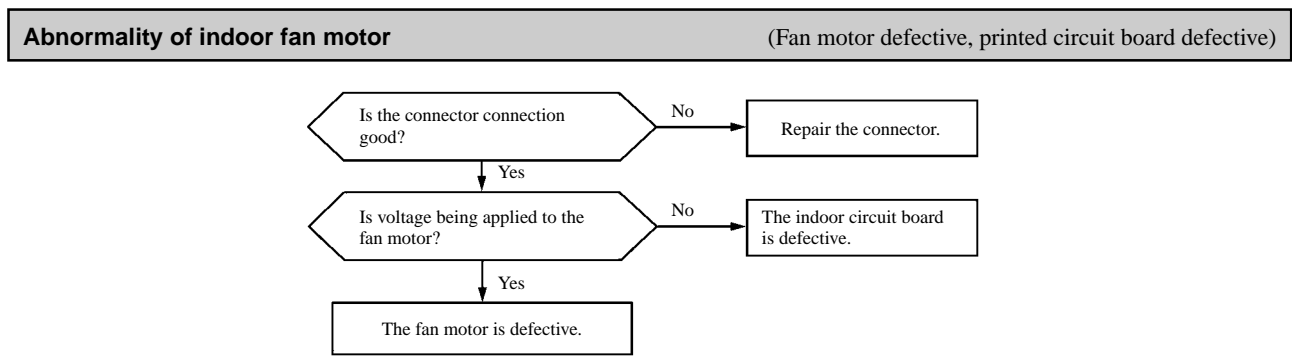 Abnormality of indoor fan motor
(Fan motor defective, printed circuit board defective)
Is the connector connection
good?
No
Repair the connector.
Yes
Is voltage being applied to the
fan motor?
No
The indoor circuit board
is defective.
Yes
The fan motor is defective.